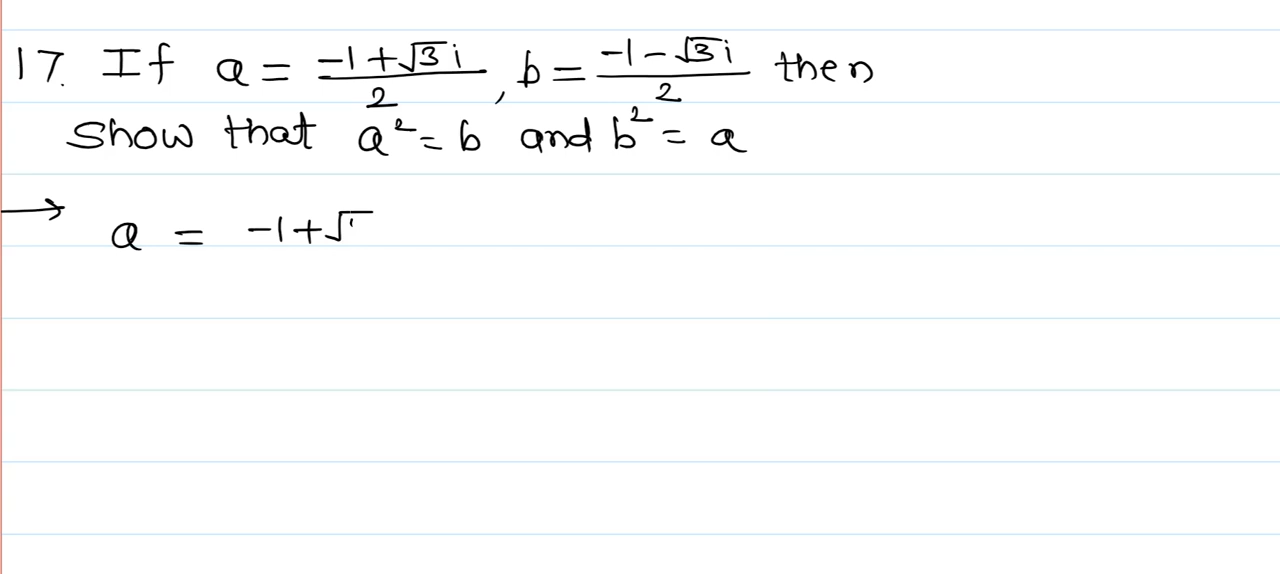 17. If a = (-1+√3 i)/2 , b = (-1-√3 i)/2 then
show that a² = b and b² = a
→ a = -1+√